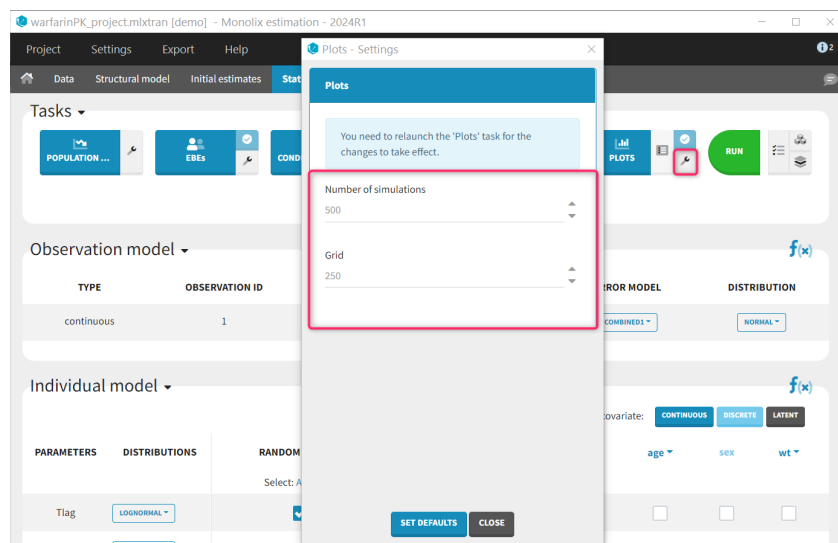 warfarinPK_project.mlxtran [demo] - Monolix estimation - 2024R1
Project Settings Export Help
2
Plots - Settings
Data Structural model Initial estimates Stat
Plots
Tasks
You need to relaunch the 'Plots' task for the
changes to take effect.
POPULATION ...
EBEs
COND
PLOTS
RUN
Number of simulations
500
Grid
250
Observation model
f(x)
TYPE OBSERVATION ID ROR MODEL DISTRIBUTION
continuous 1 COMBINED1 NORMAL
Individual model
f(x)
covariate: CONTINUOUS DISCRETE LATENT
PARAMETERS DISTRIBUTIONS RANDOM age sex wt
Select: A
Tlag LOGNORMAL
SET DEFAULTS CLOSE